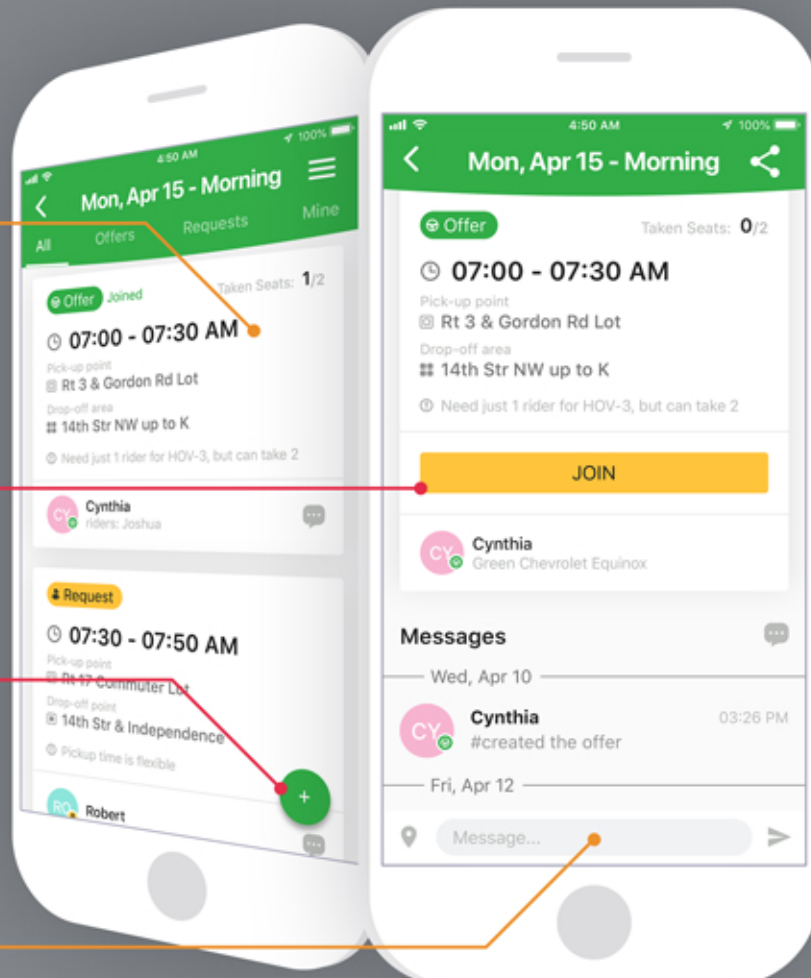 4:50 AM
100%
Mon, Apr 15 - Morning
All
Offers
Requests
Mine
Offer
Joined
Taken Seats: 1/2
07:00 - 07:30 AM
Pick-up point
Rt 3 & Gordon Rd Lot
Drop-off area
14th Str NW up to K
Need just 1 rider for HOV-3, but can take 2
CY
Cynthia
riders: Joshua
Request
07:30 - 07:50 AM
Pick-up point
Rt 17 Commuter Lot
Drop-off point
14th Str & Independence
Pickup time is flexible
+
RO
Robert
4:50 AM
100%
Mon, Apr 15 - Morning
Offer
Taken Seats: 0/2
07:00 - 07:30 AM
Pick-up point
Rt 3 & Gordon Rd Lot
Drop-off area
14th Str NW up to K
Need just 1 rider for HOV-3, but can take 2
JOIN
CY
Cynthia
Green Chevrolet Equinox
Messages
Wed, Apr 10
CY
Cynthia
03:26 PM
#created the offer
Fri, Apr 12
Message...